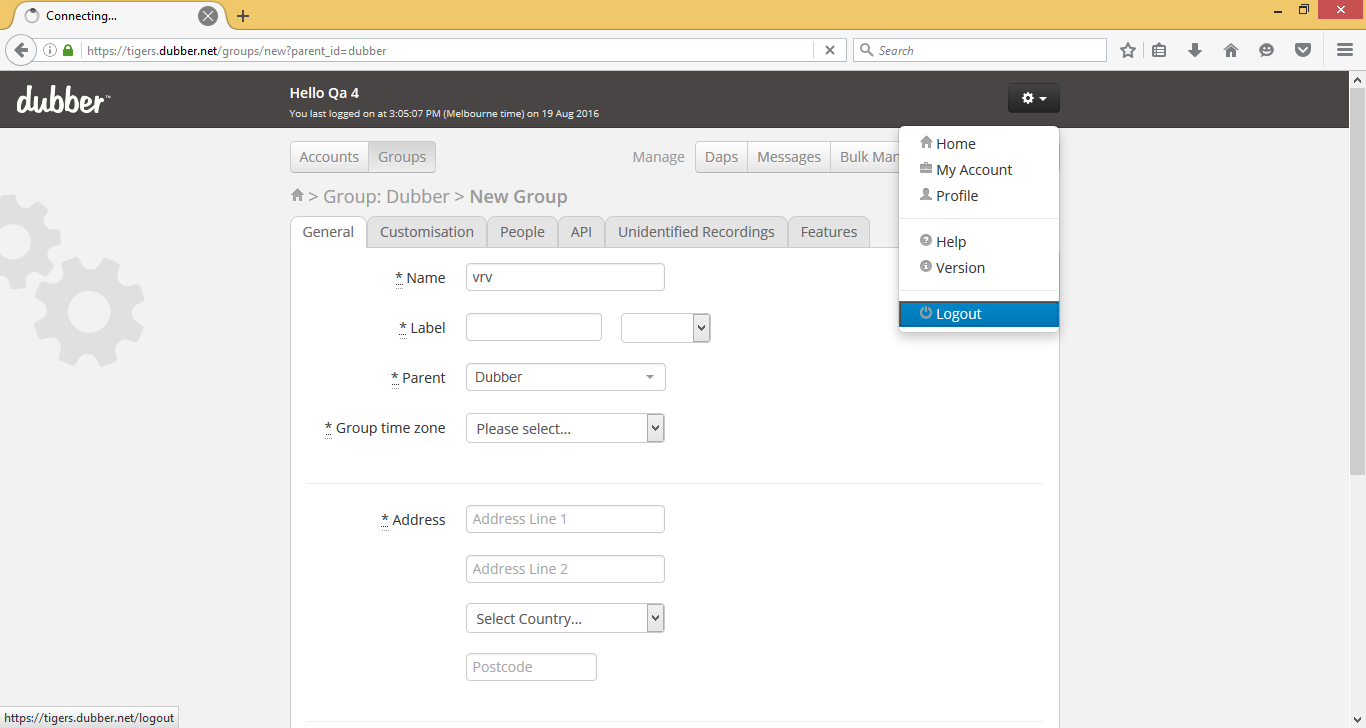 Connecting...
https://tigers.dubber.net/groups/new?parent_id=dubber
Search
dubber™
Hello Qa 4
You last logged on at 3:05:07 PM (Melbourne time) on 19 Aug 2016
Accounts Groups Manage Daps Messages Bulk Man
Home
My Account
Profile
Help
Version
Logout
> Group: Dubber > New Group
General Customisation People API Unidentified Recordings Features
* Name vrv
* Label
* Parent Dubber
* Group time zone Please select...
* Address Address Line 1
Address Line 2
Select Country...
Postcode
https://tigers.dubber.net/logout